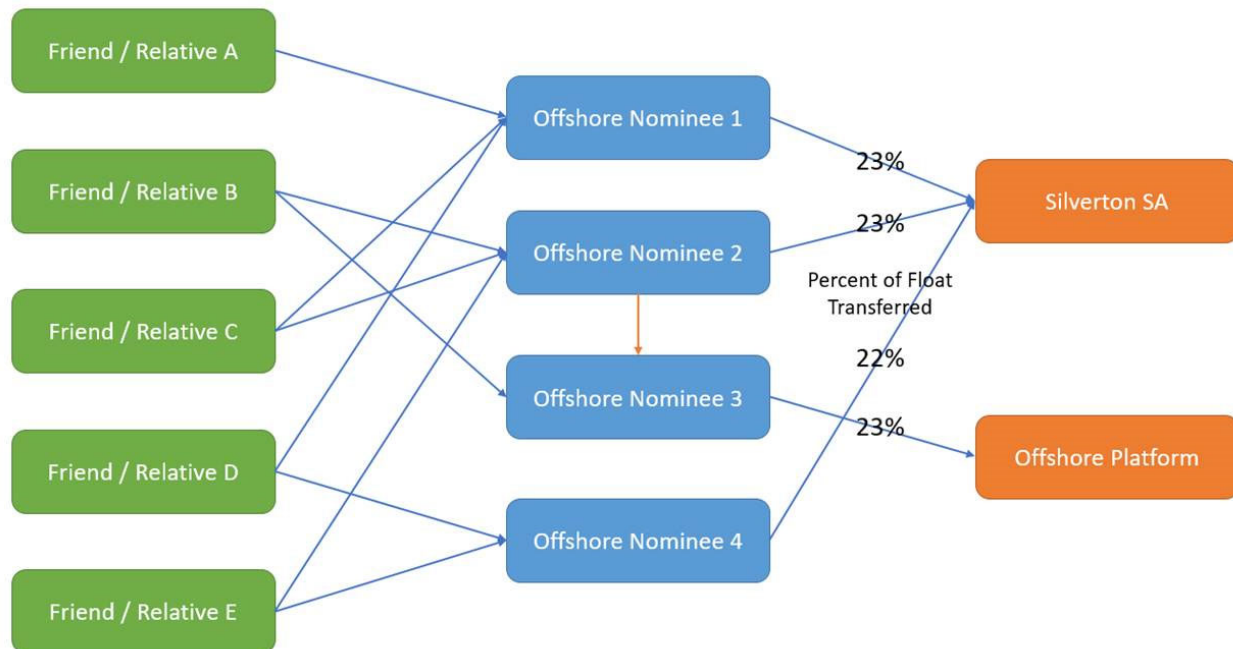 Friend / Relative A
Friend / Relative B
Friend / Relative C
Friend / Relative D
Friend / Relative E
Offshore Nominee 1
Offshore Nominee 2
Offshore Nominee 3
Offshore Nominee 4
23%
23%
Percent of Float
Transferred
22%
23%
Silverton SA
Offshore Platform